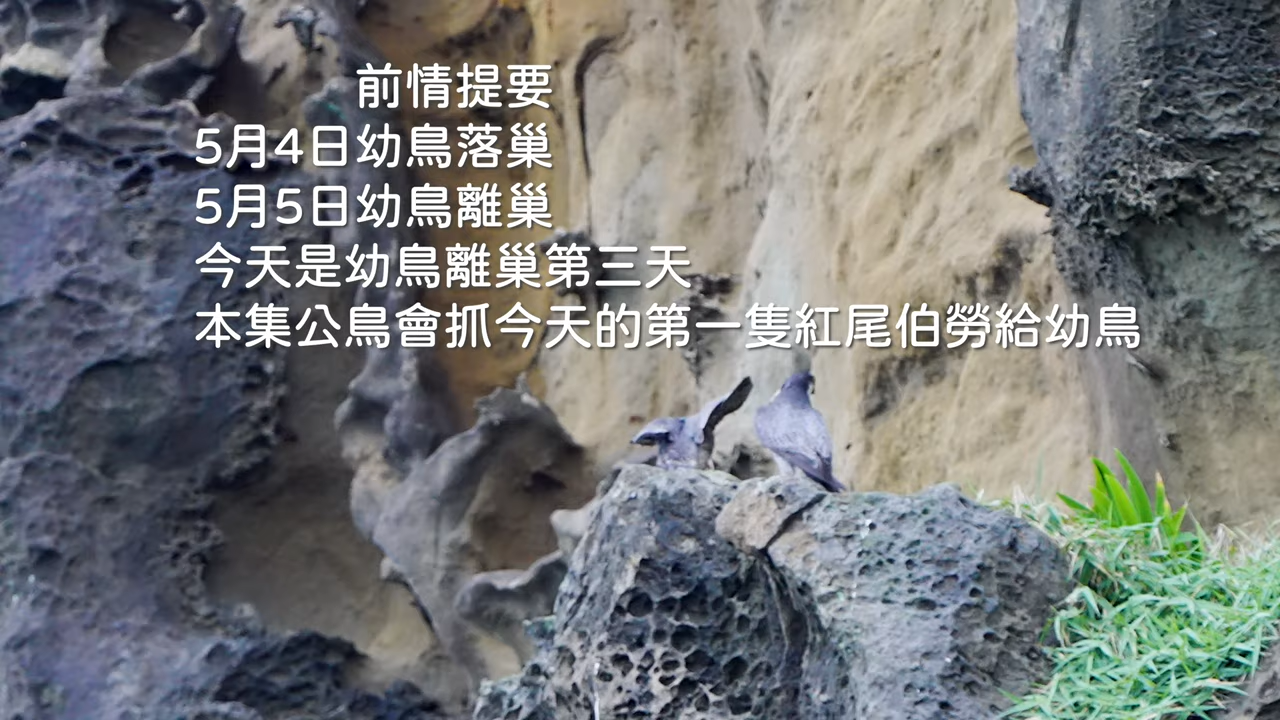 前情提要
5月4日幼鳥落巢
5月5日幼鳥離巢
今天是幼鳥離巢第三天
本集公鳥會抓今天的第一隻紅尾伯勞給幼鳥